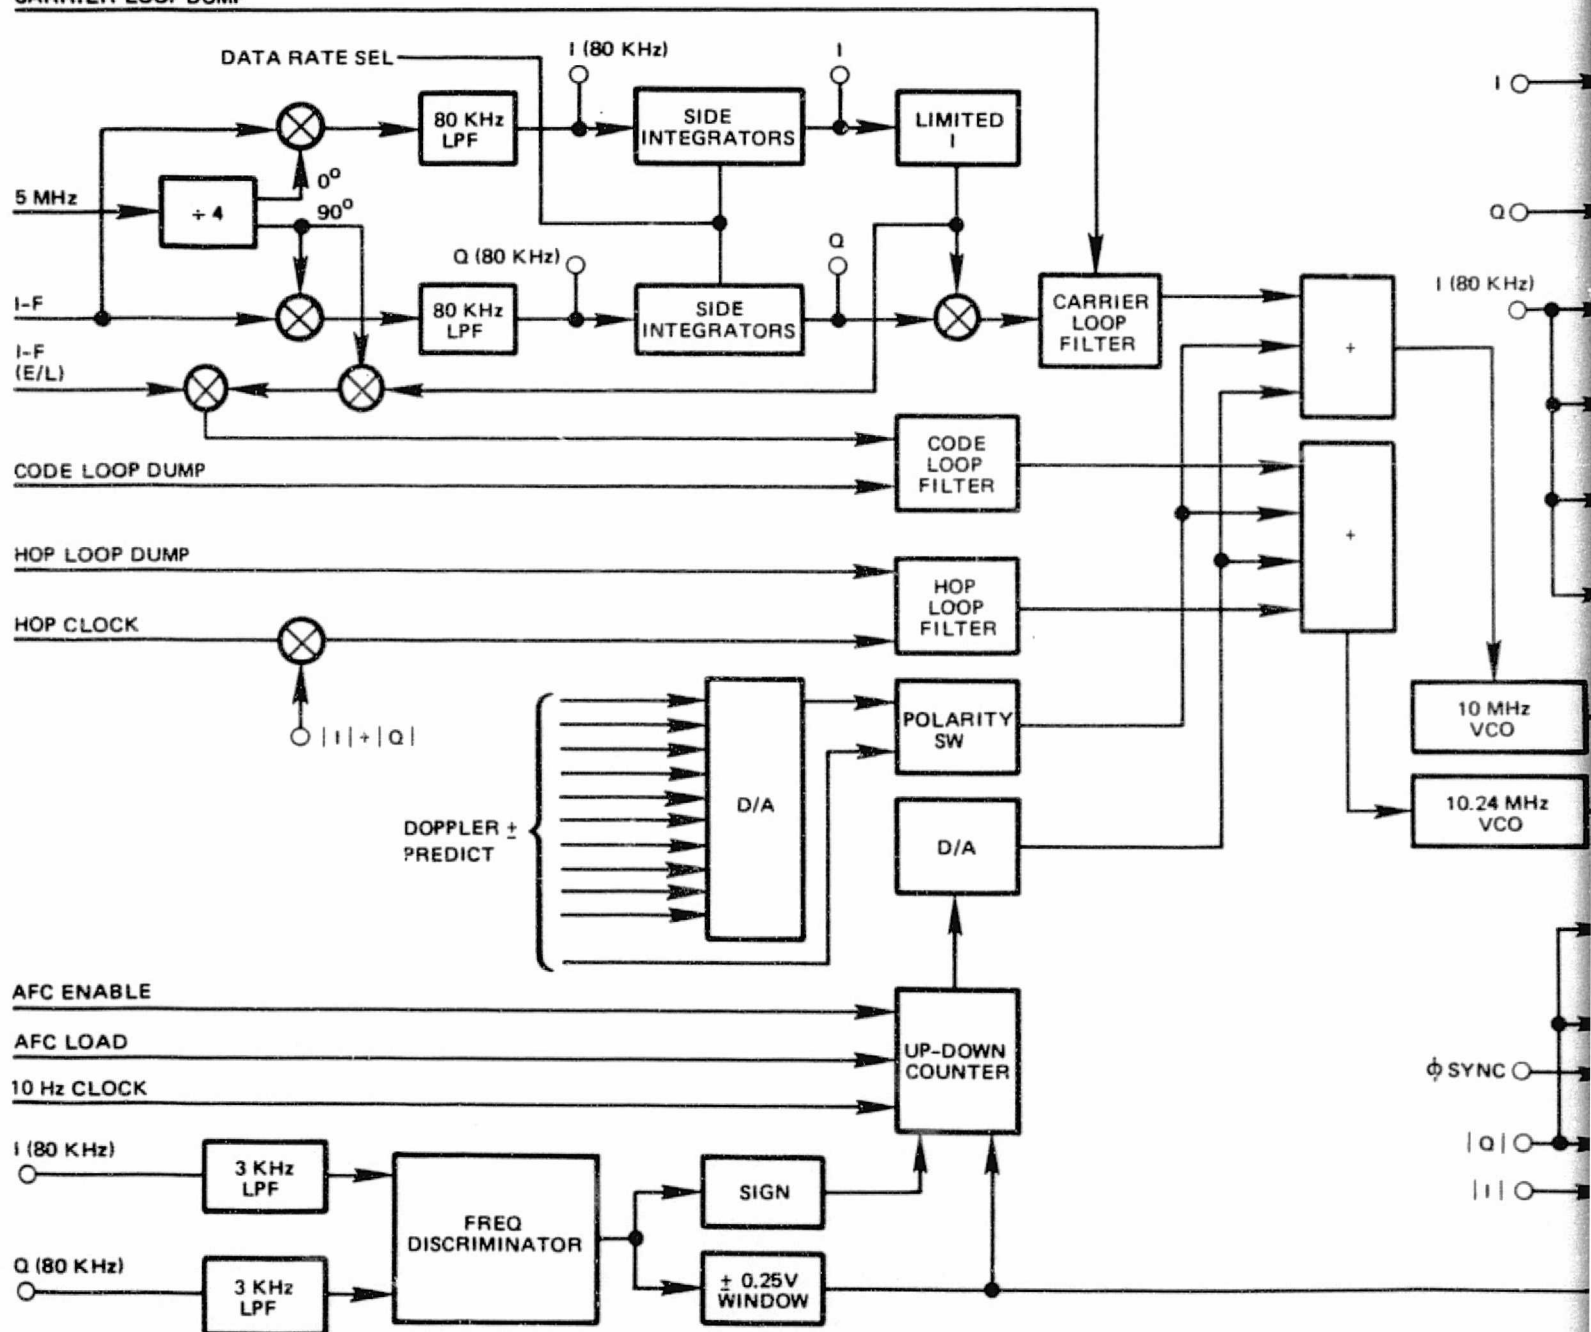 CARRIER LOOP DUMP
DATA RATE SEL
I (80 KHz)
I
80 KHz
LPF
SIDE
INTEGRATORS
LIMITED
I
0°
90°
5 MHz
÷ 4
Q (80 KHz)
Q
I-F
80 KHz
LPF
SIDE
INTEGRATORS
CARRIER
LOOP
FILTER
+
I-F
(E/L)
CODE
LOOP
FILTER
CODE LOOP DUMP
+
HOP LOOP DUMP
HOP
LOOP
FILTER
HOP CLOCK
|I| + |Q|
POLARITY
SW
D/A
DOPPLER ±
PREDICT
D/A
10 MHz
VCO
10.24 MHz
VCO
AFC ENABLE
AFC LOAD
10 Hz CLOCK
UP-DOWN
COUNTER
I (80 KHz)
3 KHz
LPF
FREQ
DISCRIMINATOR
SIGN
Q (80 KHz)
3 KHz
LPF
± 0.25V
WINDOW
I
Q
I (80 KHz)
ϕ SYNC
|Q|
|I|